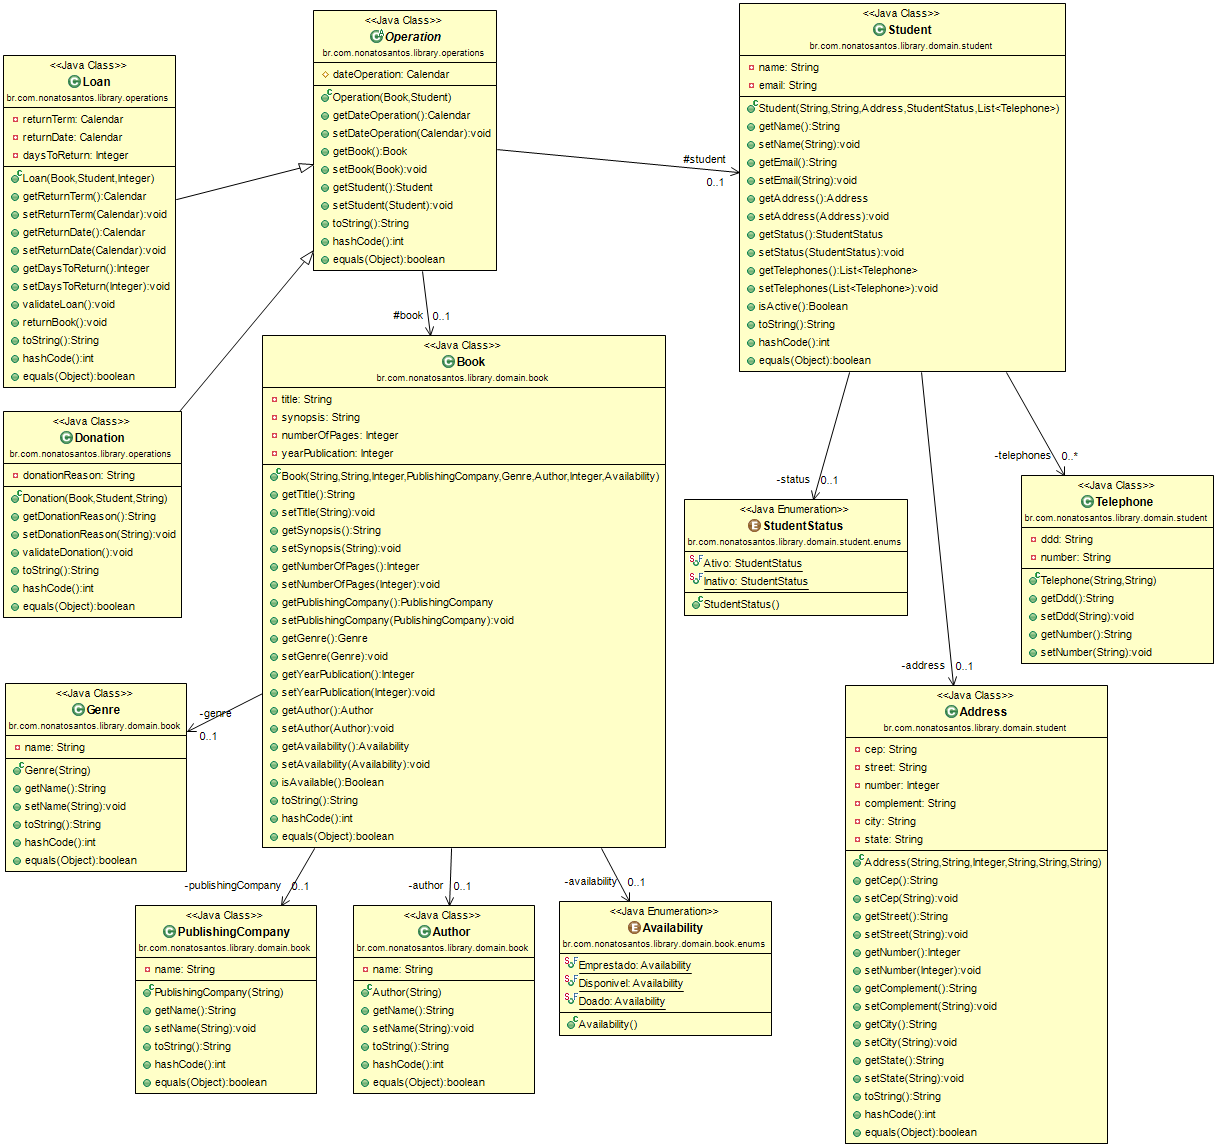 <<Java Class>>
Loan
br.com.nonatosantos.library.operations
returnTerm: Calendar
returnDate: Calendar
daysToReturn: Integer
Loan(Book,Student,Integer)
getReturnTerm():Calendar
setReturnTerm(Calendar):void
getReturnDate():Calendar
setReturnDate(Calendar):void
getDaysToReturn():Integer
setDaysToReturn(Integer):void
validateLoan():void
returnBook():void
toString():String
hashCode():int
equals(Object):boolean
<<Java Class>>
Operation
br.com.nonatosantos.library.operations
dateOperation: Calendar
Operation(Book,Student)
getDateOperation():Calendar
setDateOperation(Calendar):void
getBook():Book
setBook(Book):void
getStudent():Student
setStudent(Student):void
toString():String
hashCode():int
equals(Object):boolean
#student
0..1
<<Java Class>>
Student
br.com.nonatosantos.library.domain.student
name: String
email: String
Student(String,String,Address,StudentStatus,List<Telephone>)
getName():String
setName(String):void
getEmail():String
setEmail(String):void
getAddress():Address
setAddress(Address):void
getStatus():StudentStatus
setStatus(StudentStatus):void
getTelephones():List<Telephone>
setTelephones(List<Telephone>):void
isActive():Boolean
toString():String
hashCode():int
equals(Object):boolean
#book 0..1
<<Java Class>>
Donation
br.com.nonatosantos.library.operations
donationReason: String
Donation(Book,Student,String)
getDonationReason():String
setDonationReason(String):void
validateDonation():void
toString():String
hashCode():int
equals(Object):boolean
<<Java Class>>
Book
br.com.nonatosantos.library.domain.book
title: String
synopsis: String
numberOfPages: Integer
yearPublication: Integer
Book(String,String,Integer,PublishingCompany,Genre,Author,Integer,Availability)
getTitle():String
setTitle(String):void
getSynopsis():String
setSynopsis(String):void
getNumberOfPages():Integer
setNumberOfPages(Integer):void
getPublishingCompany():PublishingCompany
setPublishingCompany(PublishingCompany):void
getGenre():Genre
setGenre(Genre):void
getYearPublication():Integer
setYearPublication(Integer):void
getAuthor():Author
setAuthor(Author):void
getAvailability():Availability
setAvailability(Availability):void
isAvailable():Boolean
toString():String
hashCode():int
equals(Object):boolean
-status 0..1
<<Java Enumeration>>
StudentStatus
br.com.nonatosantos.library.domain.student.enums
Ativo: StudentStatus
Inativo: StudentStatus
StudentStatus()
-telephones 0..*
<<Java Class>>
Telephone
br.com.nonatosantos.library.domain.student
ddd: String
number: String
Telephone(String,String)
getDdd():String
setDdd(String):void
getNumber():String
setNumber(String):void
-address 0..1
<<Java Class>>
Address
br.com.nonatosantos.library.domain.student
cep: String
street: String
number: Integer
complement: String
city: String
state: String
Address(String,String,Integer,String,String,String)
getCep():String
setCep(String):void
getStreet():String
setStreet(String):void
getNumber():Integer
setNumber(Integer):void
getComplement():String
setComplement(String):void
getCity():String
setCity(String):void
getState():String
setState(String):void
toString():String
hashCode():int
equals(Object):boolean
-genre
0..1
<<Java Class>>
Genre
br.com.nonatosantos.library.domain.book
name: String
Genre(String)
getName():String
setName(String):void
toString():String
hashCode():int
equals(Object):boolean
-publishingCompany 0..1
<<Java Class>>
PublishingCompany
br.com.nonatosantos.library.domain.book
name: String
PublishingCompany(String)
getName():String
setName(String):void
toString():String
hashCode():int
equals(Object):boolean
-author 0..1
<<Java Class>>
Author
br.com.nonatosantos.library.domain.book
name: String
Author(String)
getName():String
setName(String):void
toString():String
hashCode():int
equals(Object):boolean
-availability 0..1
<<Java Enumeration>>
Availability
br.com.nonatosantos.library.domain.book.enums
Emprestado: Availability
Disponivel: Availability
Doado: Availability
Availability()